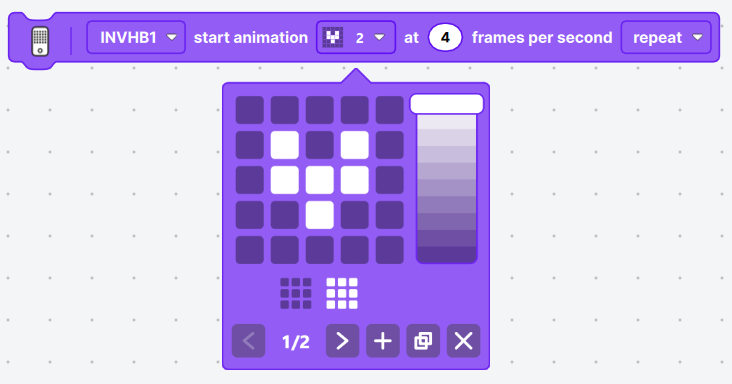 INVHB1 start animation 2 at 4 frames per second repeat
1/2